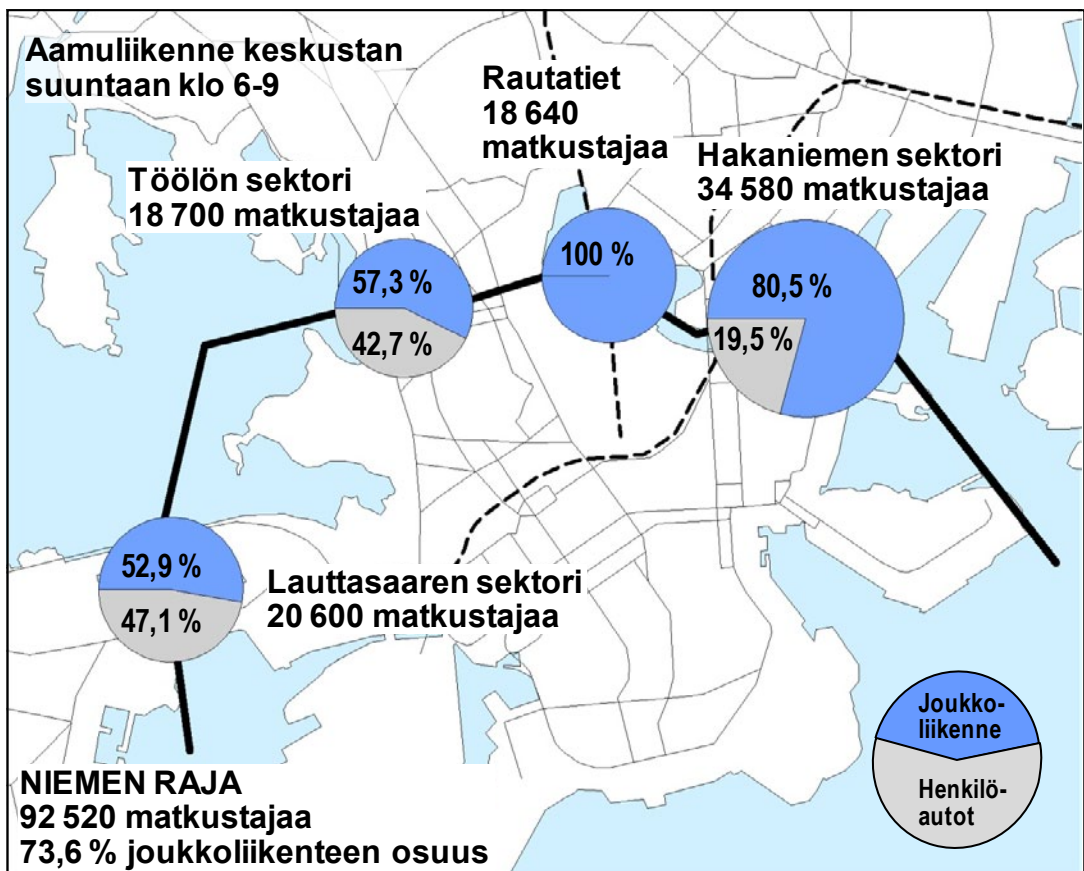 Aamuliikenne keskustan
suuntaan klo 6-9
Rautatiet
18 640
matkustajaa
Hakaniemen sektori
34 580 matkustajaa
Töölön sektori
18 700 matkustajaa
100 %
57,3 %
42,7 %
80,5 %
19,5 %
52,9 %
47,1 %
Lauttasaaren sektori
20 600 matkustajaa
NIEMEN RAJA
92 520 matkustajaa
73,6 % joukkoliikenteen osuus
Joukko-
liikenne
Henkilö-
autot